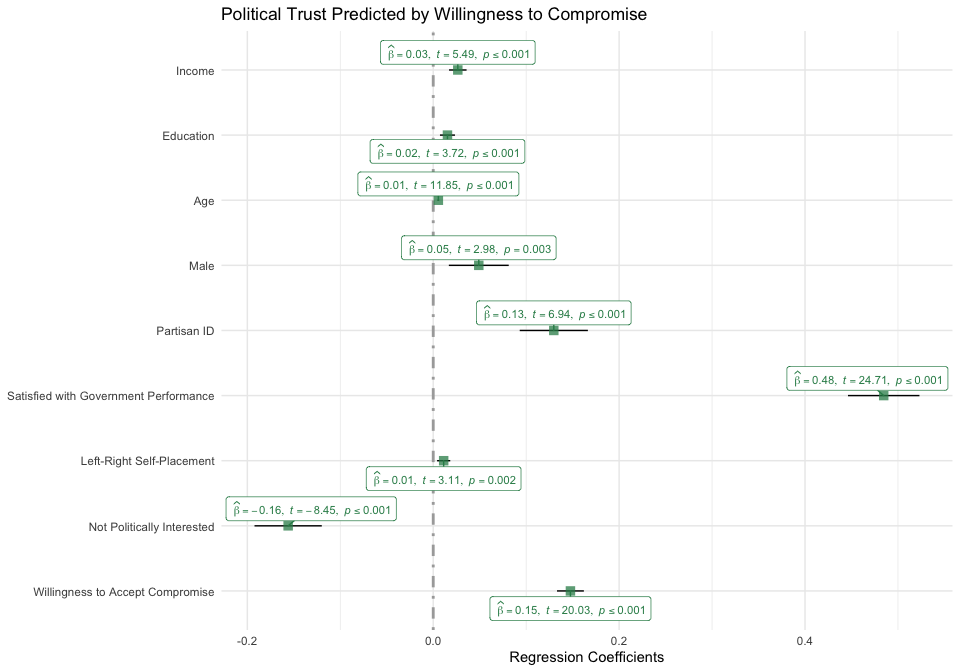 Political Trust Predicted by Willingness to Compromise
β̂ = 0.03, t = 5.49, p ≤ 0.001
Income
Education
β̂ = 0.02, t = 3.72, p ≤ 0.001
β̂ = 0.01, t = 11.85, p ≤ 0.001
Age
β̂ = 0.05, t = 2.98, p = 0.003
Male
β̂ = 0.13, t = 6.94, p ≤ 0.001
Partisan ID
β̂ = 0.48, t = 24.71, p ≤ 0.001
Satisfied with Government Performance
Left-Right Self-Placement
β̂ = 0.01, t = 3.11, p = 0.002
β̂ = −0.16, t = −8.45, p ≤ 0.001
Not Politically Interested
Willingness to Accept Compromise
β̂ = 0.15, t = 20.03, p ≤ 0.001
-0.2 0.0 0.2 0.4
Regression Coefficients